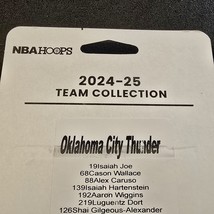 NBA HOOPS
2024-25
TEAM COLLECTION
Oklahoma City Thunder
19Isaiah Joe
68Cason Wallace
88Alex Caruso
139Isaiah Hartenstein
192Aaron Wiggins
219Luguentz Dort
126Shai Gilgeous-Alexander